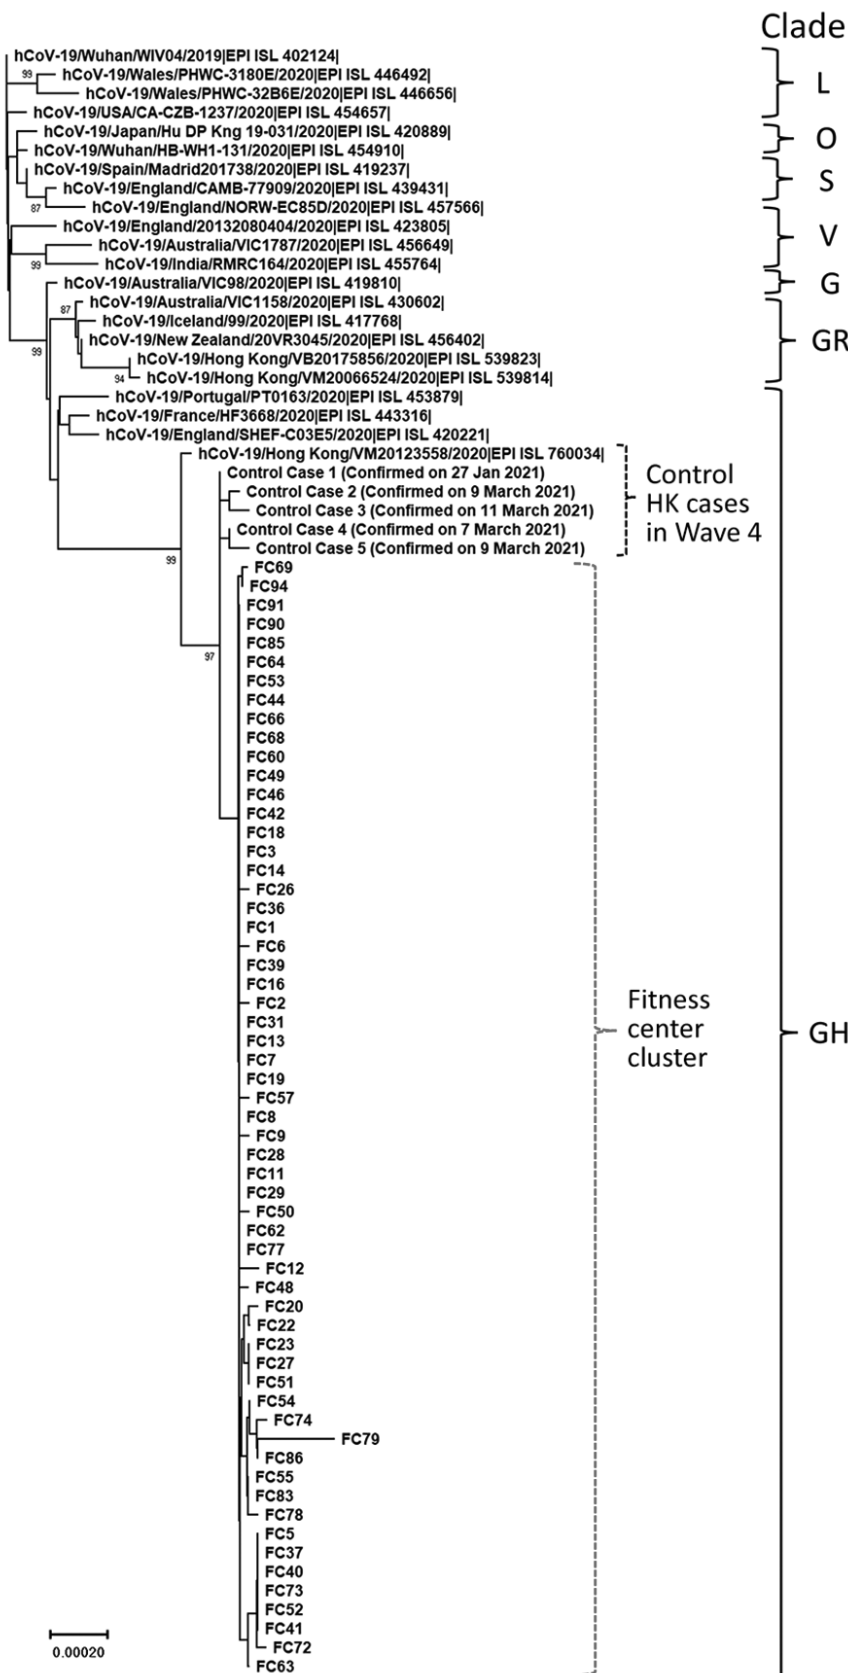 Clade
hCoV-19/Wuhan/WIV04/2019|EPI ISL 402124|
99
hCoV-19/Wales/PHWC-3180E/2020|EPI ISL 446492|
hCoV-19/Wales/PHWC-32B6E/2020|EPI ISL 446656|
L
hCoV-19/USA/CA-CZB-1237/2020|EPI ISL 454657|
hCoV-19/Japan/Hu DP Kng 19-031/2020|EPI ISL 420889|
O
hCoV-19/Wuhan/HB-WH1-131/2020|EPI ISL 454910|
hCoV-19/Spain/Madrid201738/2020|EPI ISL 419237|
S
hCoV-19/England/CAMB-77909/2020|EPI ISL 439431|
87
hCoV-19/England/NORW-EC85D/2020|EPI ISL 457566|
hCoV-19/England/20132080404/2020|EPI ISL 423805|
V
hCoV-19/Australia/VIC1787/2020|EPI ISL 456649|
99
hCoV-19/India/RMRC164/2020|EPI ISL 455764|
hCoV-19/Australia/VIC98/2020|EPI ISL 419810|
G
87
hCoV-19/Australia/VIC1158/2020|EPI ISL 430602|
hCoV-19/Iceland/99/2020|EPI ISL 417768|
99
hCoV-19/New Zealand/20VR3045/2020|EPI ISL 456402|
GR
hCoV-19/Hong Kong/VB20175856/2020|EPI ISL 539823|
94
hCoV-19/Hong Kong/VM20066524/2020|EPI ISL 539814|
hCoV-19/Portugal/PT0163/2020|EPI ISL 453879|
hCoV-19/France/HF3668/2020|EPI ISL 443316|
hCoV-19/England/SHEF-C03E5/2020|EPI ISL 420221|
hCoV-19/Hong Kong/VM20123558/2020|EPI ISL 760034|
Control Case 1 (Confirmed on 27 Jan 2021)
Control Case 2 (Confirmed on 9 March 2021)
Control Case 3 (Confirmed on 11 March 2021)
Control Case 4 (Confirmed on 7 March 2021)
Control Case 5 (Confirmed on 9 March 2021)
Control
HK cases
in Wave 4
99
FC69
FC94
FC91
FC90
FC85
97
FC64
FC53
FC44
FC66
FC68
FC60
FC49
FC46
FC42
FC18
FC3
FC14
FC26
FC36
FC1
FC6
FC39
FC16
FC2
FC31
FC13
FC7
FC19
FC57
FC8
FC9
FC28
FC11
FC29
FC50
FC62
FC77
FC12
FC48
FC20
FC22
FC23
FC27
FC51
FC54
FC74
FC79
FC86
FC55
FC83
FC78
FC5
FC37
FC40
FC73
FC52
FC41
FC72
FC63
Fitness
center
cluster
GH
0.00020